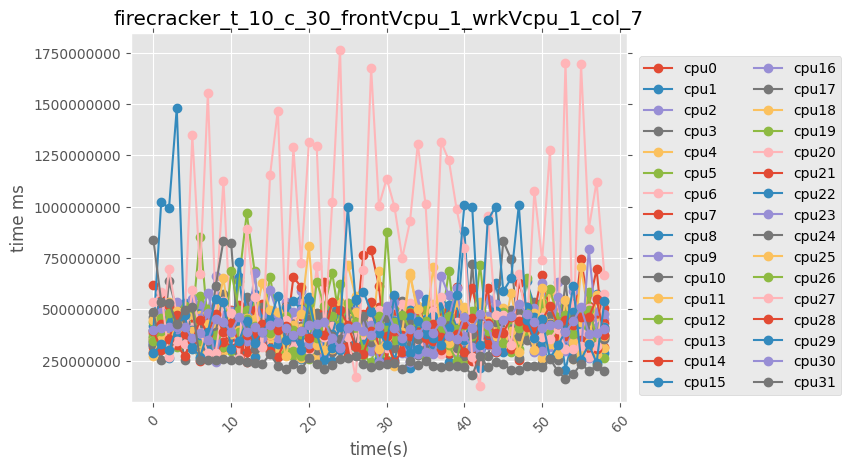 firecracker_t_10_c_30_frontVcpu_1_wrkVcpu_1_col_7
time ms
1750000000
1500000000
1250000000
1000000000
750000000
500000000
250000000
0
10
20
30
40
50
60
time(s)
cpu0
cpu1
cpu2
cpu3
cpu4
cpu5
cpu6
cpu7
cpu8
cpu9
cpu10
cpu11
cpu12
cpu13
cpu14
cpu15
cpu16
cpu17
cpu18
cpu19
cpu20
cpu21
cpu22
cpu23
cpu24
cpu25
cpu26
cpu27
cpu28
cpu29
cpu30
cpu31